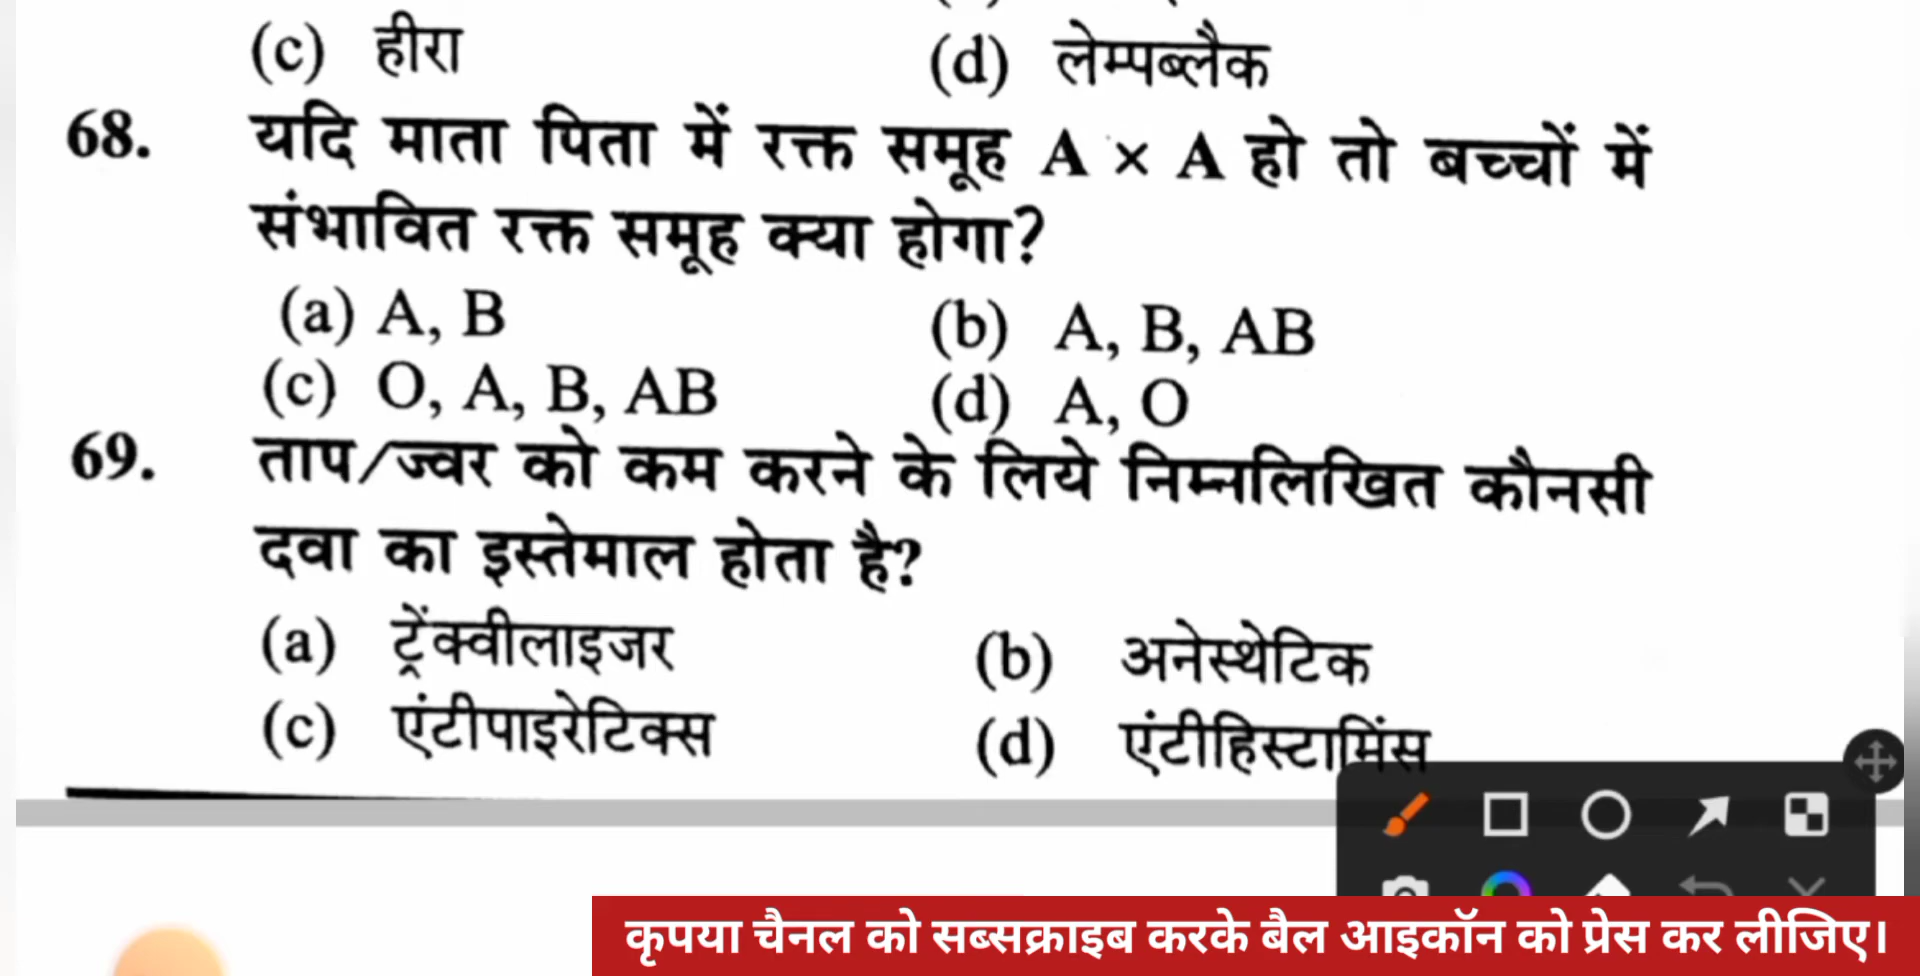 (c) हीरा (d) लेम्पब्लैक
68. यदि माता पिता में रक्त समूह A × A हो तो बच्चों में
संभावित रक्त समूह क्या होगा?
(a) A, B (b) A, B, AB
(c) O, A, B, AB (d) A, O
69. ताप/ज्वर को कम करने के लिये निम्नलिखित कौनसी
दवा का इस्तेमाल होता है?
(a) ट्रेंक्वीलाइजर (b) अनेस्थेटिक
(c) एंटीपाइरेटिक्स (d) एंटीहिस्टामिंस
कृपया चैनल को सब्सक्राइब करके बैल आइकॉन को प्रेस कर लीजिए।